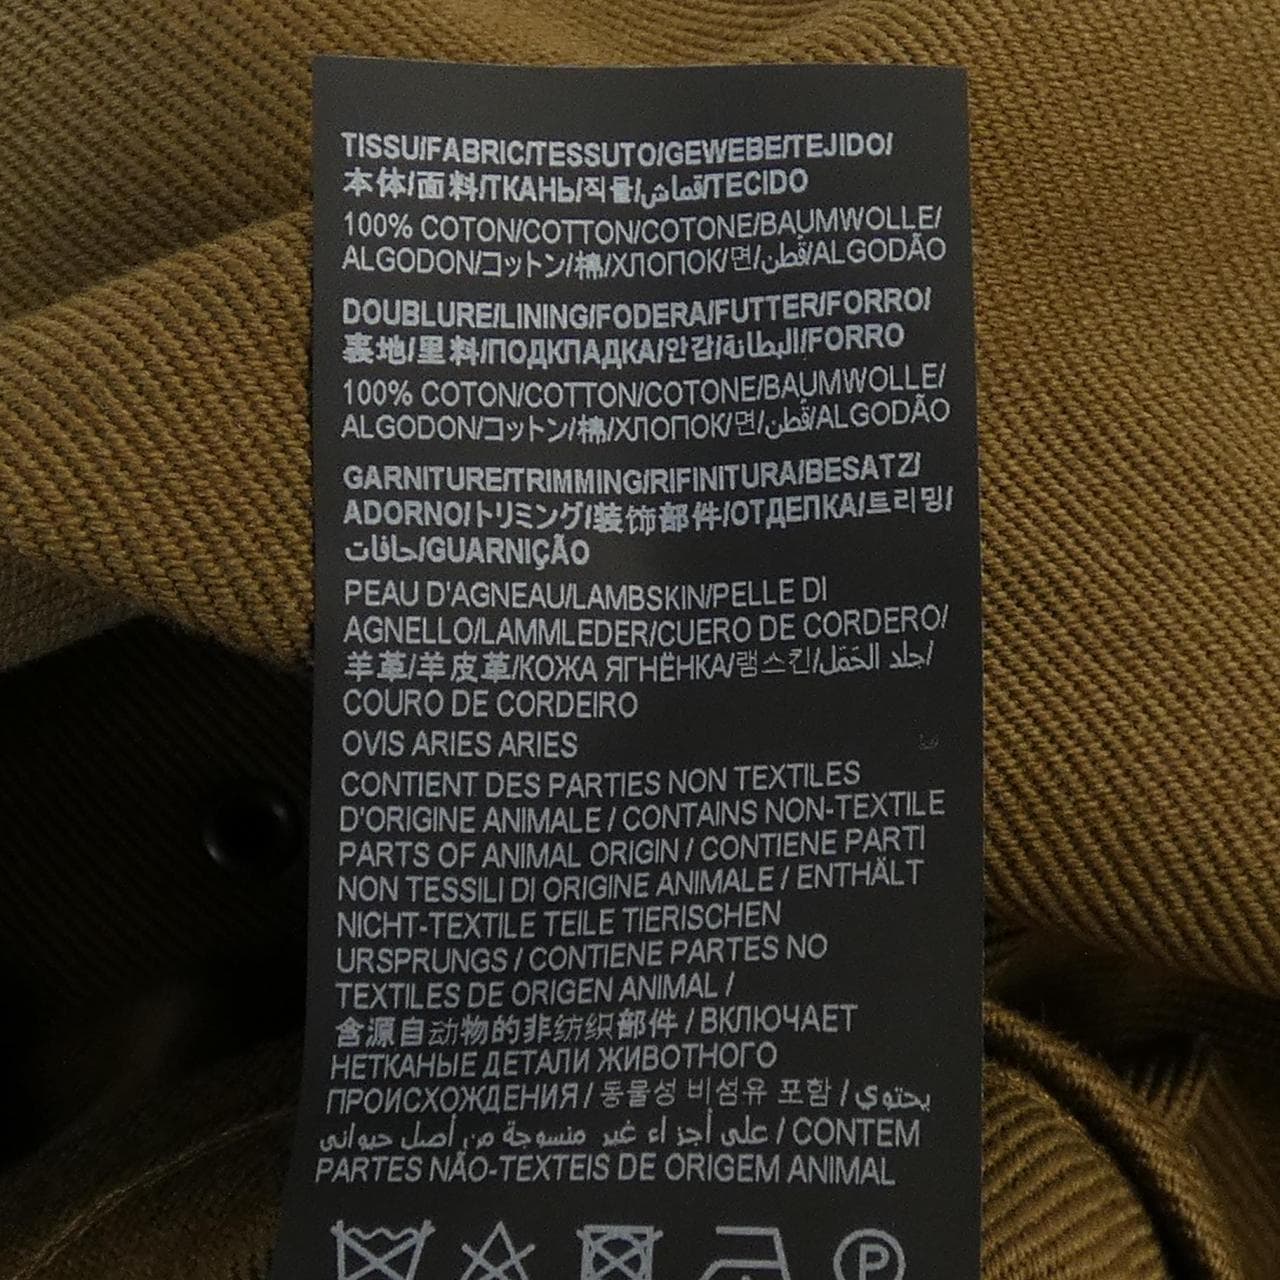 TISSU/FABRIC/TESSUTO/GEWEBE/TEJIDO/
本体/面料/ТКАНЬ/직물/قماش/TECIDO
100% COTON/COTTON/COTONE/BAUMWOLLE/
ALGODON/コットン/棉/ХЛОПОК/면/قطن/ALGODÃO
DOUBLURE/LINING/FODERA/FUTTER/FORRO/
裏地/里料/ПОДКПАДКА/안감/البطانة/FORRO
100% COTON/COTTON/COTONE/BAUMWOLLE/
ALGODON/コットン/棉/ХЛОПОК/면/قطن/ALGODÃO
GARNITURE/TRIMMING/RIFINITURA/BESATZ/
ADORNO/トリミング/装饰部件/ОТДЕПКА/트리밍/
حافات/GUARNIÇÃO
PEAU D'AGNEAU/LAMBSKIN/PELLE DI
AGNELLO/LAMMLEDER/CUERO DE CORDERO/
羊革/羊皮革/КОЖА ЯГНЁНКА/램스킨/جلد الحَمَل/
COURO DE CORDEIRO
OVIS ARIES ARIES
CONTIENT DES PARTIES NON TEXTILES
D'ORIGINE ANIMALE / CONTAINS NON-TEXTILE
PARTS OF ANIMAL ORIGIN / CONTIENE PARTI
NON TESSILI DI ORIGINE ANIMALE / ENTHÄLT
NICHT-TEXTILE TEILE TIERISCHEN
URSPRUNGS / CONTIENE PARTES NO
TEXTILES DE ORIGEN ANIMAL /
含源自动物的非纺织部件 / ВКЛЮЧАЕТ
НЕТКАНЫЕ ДЕТАЛИ ЖИВОТНОГО
ПРОИСХОЖДЕНИЯ / 동물성 비섬유 포함 / يحتوي
على أجزاء غير منسوجة من أصل حيواني / CONTEM
PARTES NÃO-TEXTEIS DE ORIGEM ANIMAL
P